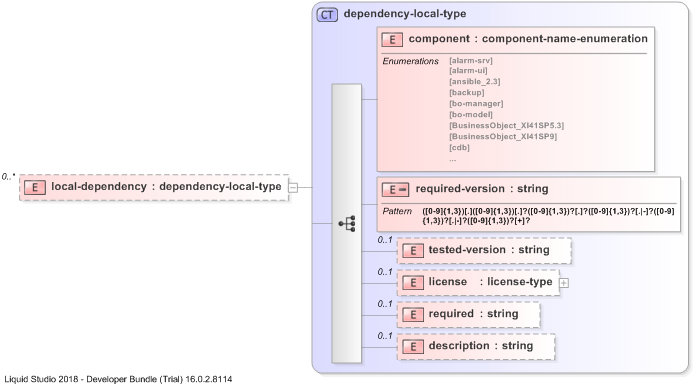 CT dependency-local-type
E component : component-name-enumeration
Enumerations [alarm-srv]
[alarm-ui]
[ansible_2.3]
[backup]
[bo-manager]
[bo-model]
[BusinessObject_XI41SP5.3]
[BusinessObject_XI41SP9]
[cdb]
...
0..*
E local-dependency : dependency-local-type
E required-version : string
Pattern ([0-9]{1,3})[.]([0-9]{1,3})[.]?([0-9]{1,3})?[.]?([0-9]{1,3})?[.|-]?([0-9]
{1,3})?[.|-]?([0-9]{1,3})?[+]?
0..1
E tested-version : string
0..1
E license : license-type
0..1
E required : string
0..1
E description : string
Liquid Studio 2018 - Developer Bundle (Trial) 16.0.2.8114